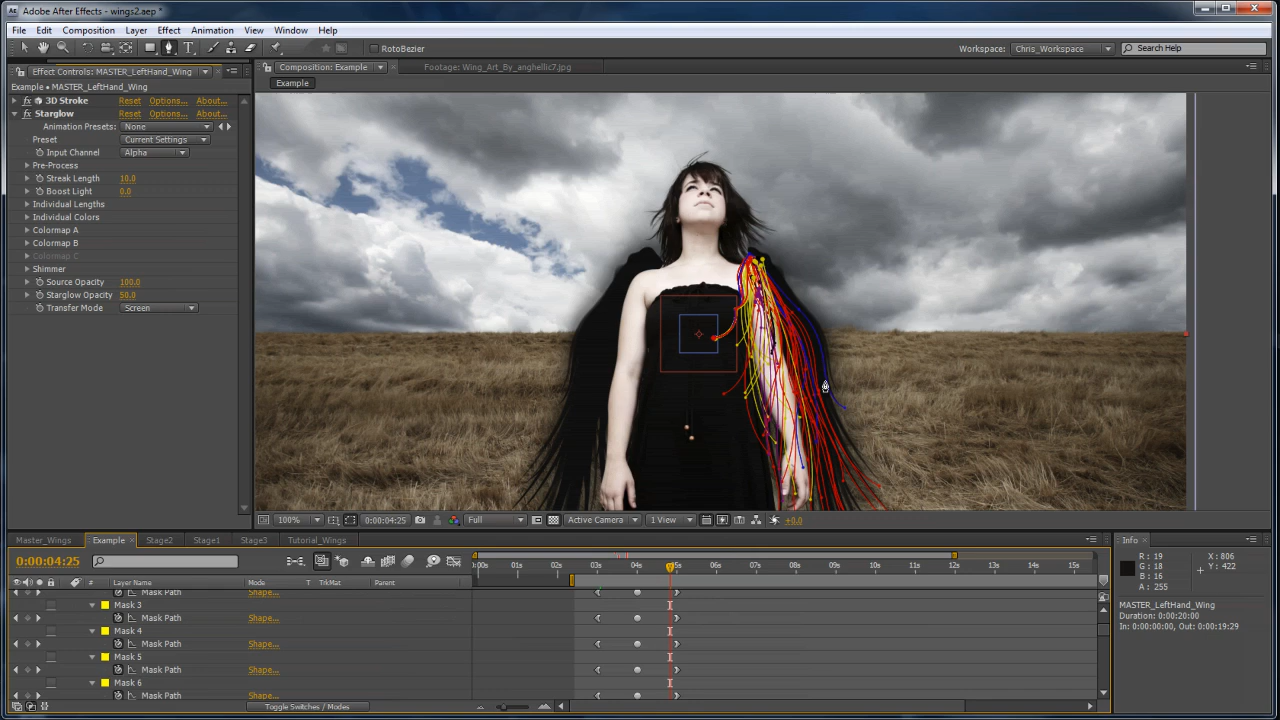 Adobe After Effects - wings2.aep *
File Edit Composition Layer Effect Animation View Window Help
RotoBezier Workspace: Chris_Workspace Search Help
Effect Controls: MASTER_LeftHand_Wing Composition: Example Footage: Wing_Art_By_anghellic7.jpg
Example • MASTER_LeftHand_Wing Example
3D Stroke Reset Options... About...
Starglow Reset Options... About...
Animation Presets: None
Preset Current Settings
Input Channel Alpha
Pre-Process
Streak Length 10.0
Boost Light 0.0
Individual Lengths
Individual Colors
Colormap A
Colormap B
Colormap C
Shimmer
Source Opacity 100.0
Starglow Opacity 50.0
Transfer Mode Screen
100% 0:00:04:25 Full Active Camera 1 View +0.0
Master_Wings Example Stage2 Stage1 Stage3 Tutorial_Wings Info
0:00:04:25
:00s 01s 02s 03s 04s 05s 06s 07s 08s 09s 10s 11s 12s 13s 14s 15s
# Layer Name Mode T TrkMat Parent
Mask Path Shape...
Mask 3
Mask Path Shape...
Mask 4
Mask Path Shape...
Mask 5
Mask Path Shape...
Mask 6
Mask Path Shape...
Toggle Switches / Modes
R: 19 X: 806
G: 18 Y: 422
B: 16
A: 255
MASTER_LeftHand_Wing
Duration: 0:00:20:00
In: 0:00:00:00, Out: 0:00:19:29